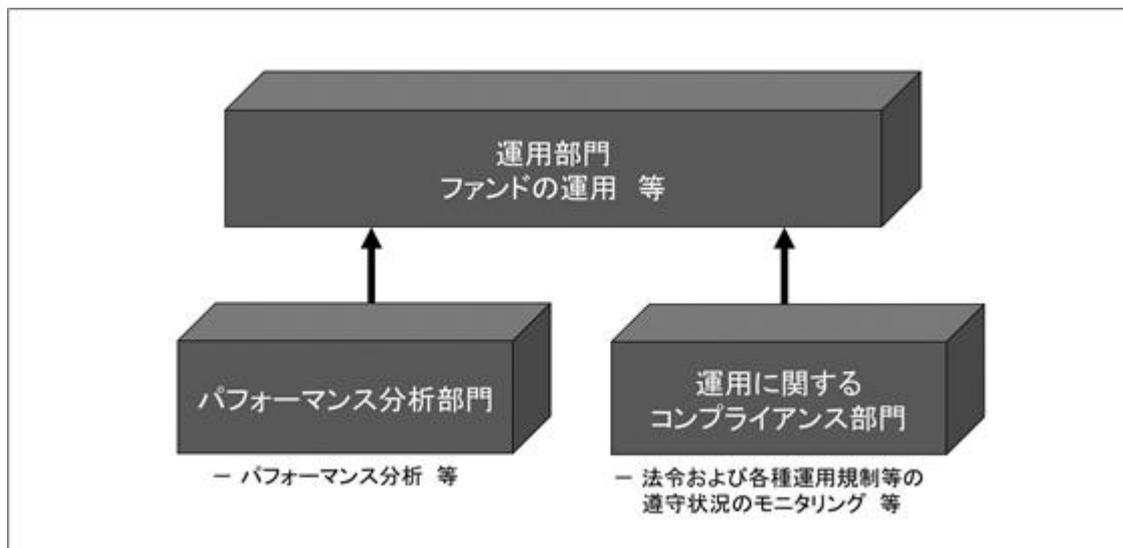 運用部門
ファンドの運用 等
パフォーマンス分析部門
－ パフォーマンス分析 等
運用に関する
コンプライアンス部門
－ 法令および各種運用規制等の
遵守状況のモニタリング 等